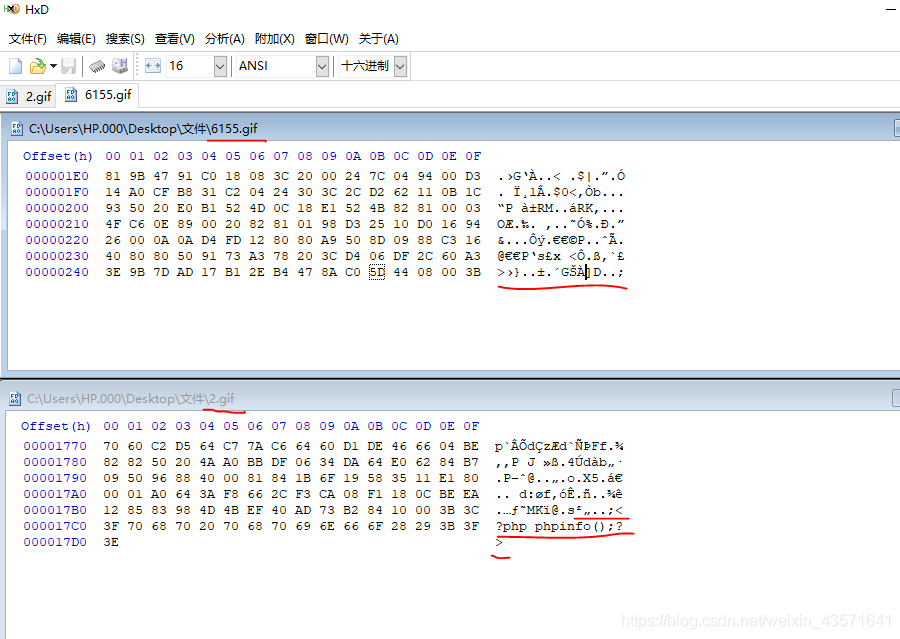 HxD
文件(F) 编辑(E) 搜索(S) 查看(V) 分析(A) 附加(X) 窗口(W) 关于(A)
16 ANSI 十六进制
2.gif 6155.gif
C:\Users\HP.000\Desktop\文件\6155.gif
Offset(h) 00 01 02 03 04 05 06 07 08 09 0A 0B 0C 0D 0E 0F
000001E0 81 9B 47 91 C0 18 08 3C 20 00 24 7C 04 94 00 D3 .›G‘À..< .$|.”.Ó
000001F0 14 A0 CF B8 31 C2 04 24 30 3C 2C D2 62 11 0B 1C . Ï¸1Â.$0<,Òb...
00000200 93 50 20 E0 B1 52 4D 0C 18 E1 52 4B 82 81 00 03 “P à±RM..áRK‚...
00000210 4F C6 0E 89 00 20 82 81 01 98 D3 25 10 D0 16 94 OÆ.‰. ‚..˜Ó%.Ð.”
00000220 26 00 0A 0A D4 FD 12 80 80 A9 50 8D 09 88 C3 16 &...Ôý.€€©P..ˆÃ.
00000230 40 80 80 50 91 73 A3 78 20 3C D4 06 DF 2C 60 A3 @€€P‘s£x <Ô.ß,`£
00000240 3E 9B 7D AD 17 B1 2E B4 47 8A C0 5D 44 08 00 3B >›}..±.´GŠÀ]D..;
C:\Users\HP.000\Desktop\文件\2.gif
Offset(h) 00 01 02 03 04 05 06 07 08 09 0A 0B 0C 0D 0E 0F
00001770 70 60 C2 D5 64 C7 7A C6 64 60 D1 DE 46 66 04 BE p`ÂÕdÇzÆd`ÑÞFf.¾
00001780 82 82 50 20 4A A0 BB DF 06 34 DA 64 E0 62 84 B7 ‚‚P J »ß.4Údàb„·
00001790 09 50 96 88 40 00 81 84 1B 6F 19 58 35 11 E1 80 .P–ˆ@..„.o.X5.á€
000017A0 00 01 A0 64 3A F8 66 2C F3 CA 08 F1 18 0C BE EA .. d:øf,óÊ.ñ..¾ê
000017B0 12 85 83 98 4D 4B EF 40 AD 73 B2 84 10 00 3B 3C .…ƒ˜MKï@.s²„..;<
000017C0 3F 70 68 70 20 70 68 70 69 6E 66 6F 28 29 3B 3F ?php phpinfo();?
000017D0 3E >
https://blog.csdn.net/weixin_43571641